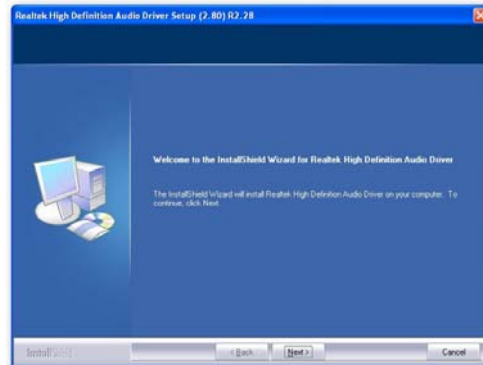 Realtek High Definition Audio Driver Setup (2.80) R2.28
Welcome to the InstallShield Wizard for Realtek High Definition Audio Driver
The InstallShield Wizard will install Realtek High Definition Audio Driver on your computer. To
continue, click Next.
InstallShield
< Back
Next >
Cancel